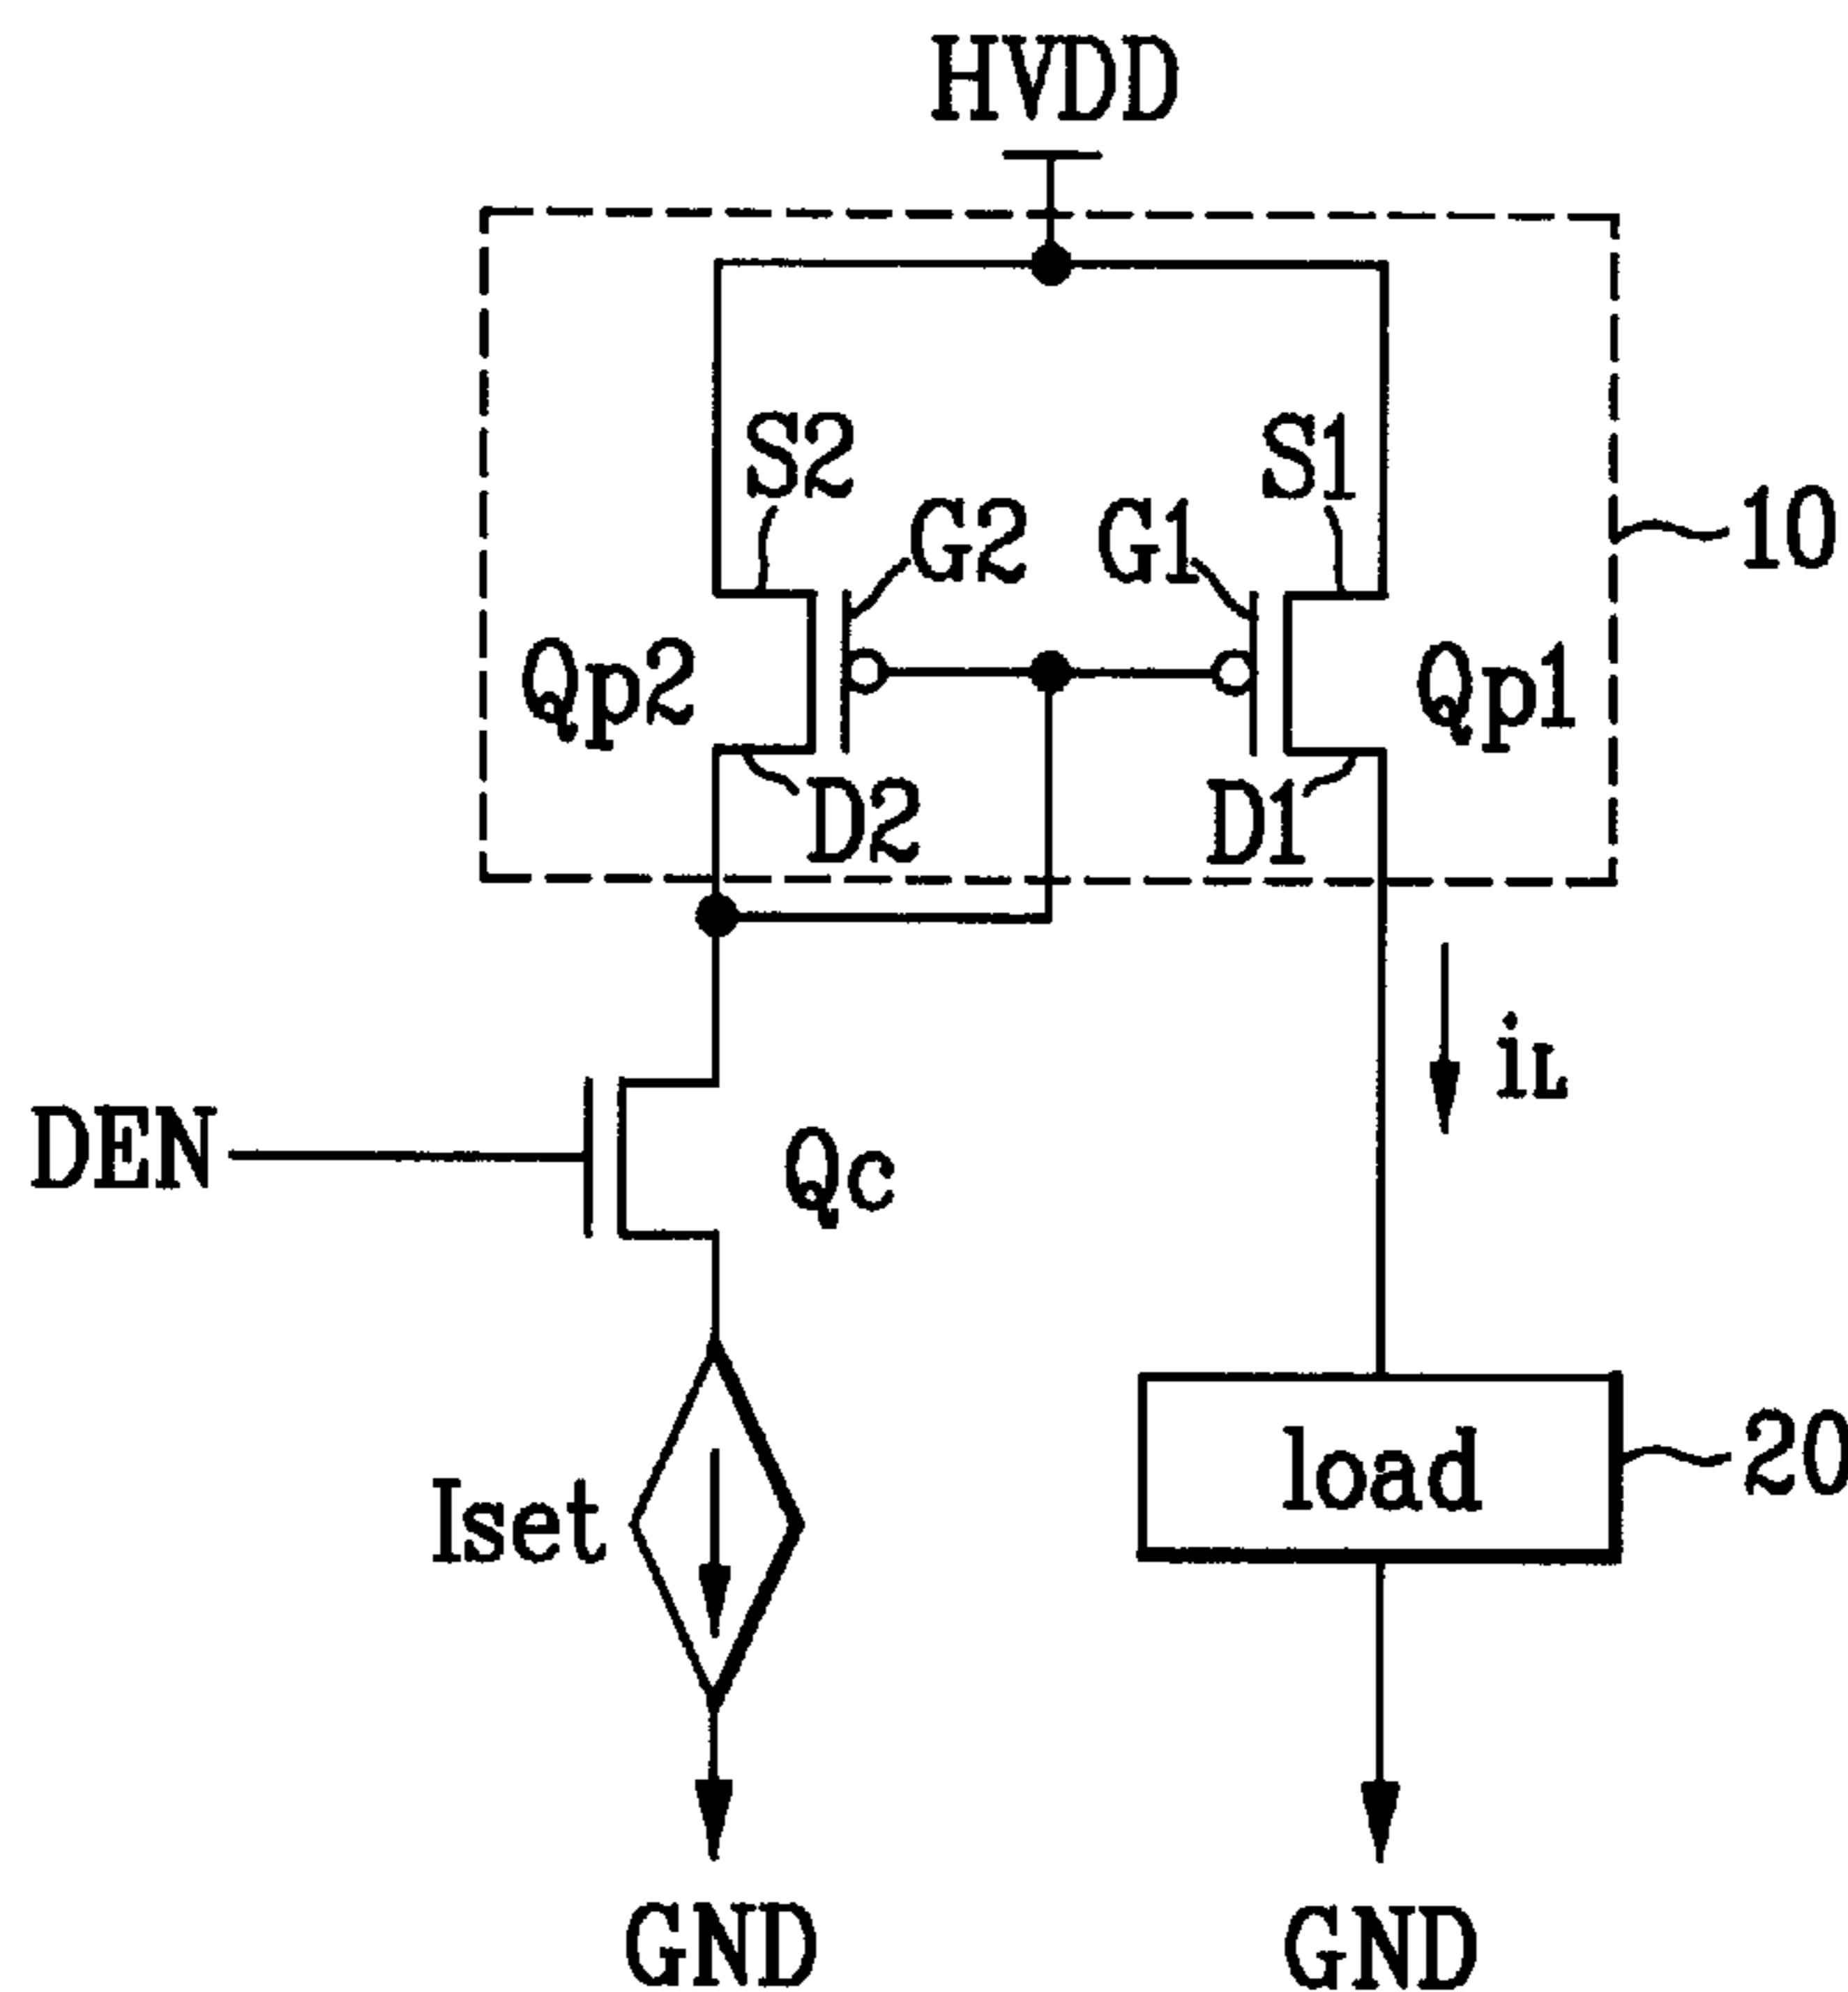 HVDD
S2
S1
G2
G1
10
Qp2
Qp1
D2
D1
iL
DEN
Qc
Iset
load
20
GND
GND